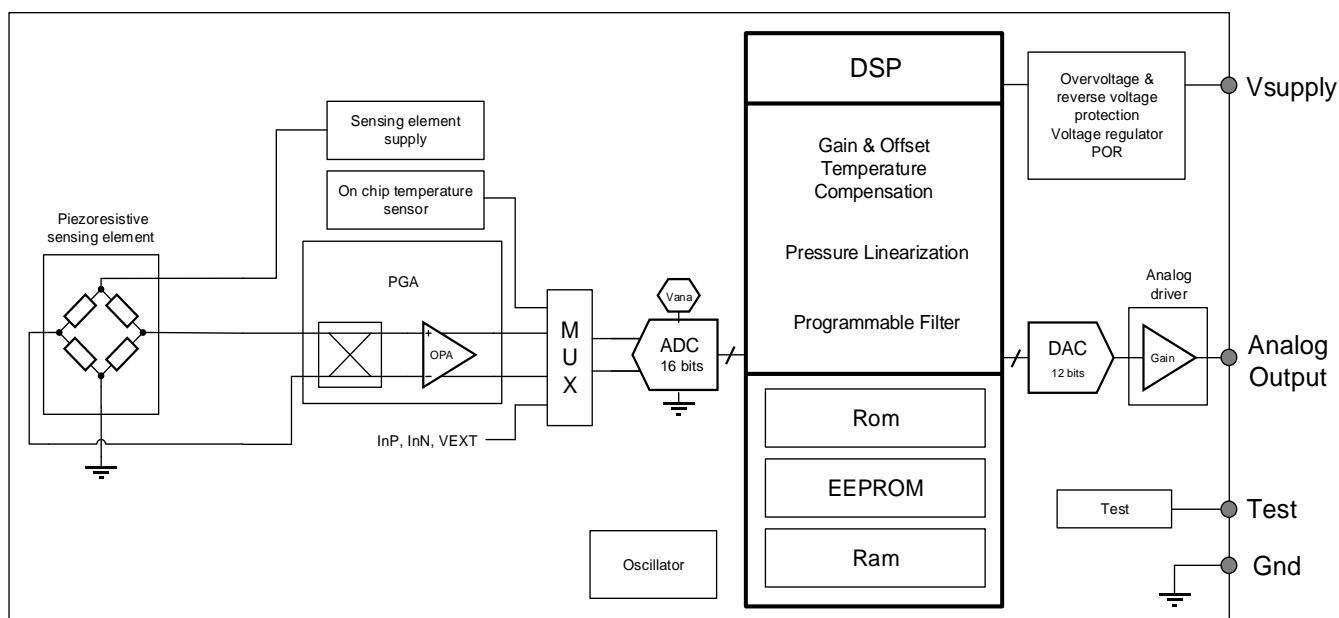 DSP
Overvoltage &
reverse voltage
protection
Voltage regulator
POR
Vsupply
Sensing element
supply
Gain & Offset
Temperature
Compensation
On chip temperature
sensor
Piezoresistive
sensing element
PGA
Pressure Linearization
Analog
driver
Vana
Programmable Filter
+
OPA
−
M
U
X
ADC
16 bits
DAC
12 bits
Gain
Analog
Output
InP, InN, VEXT
Rom
EEPROM
Test
Test
Oscillator
Ram
Gnd